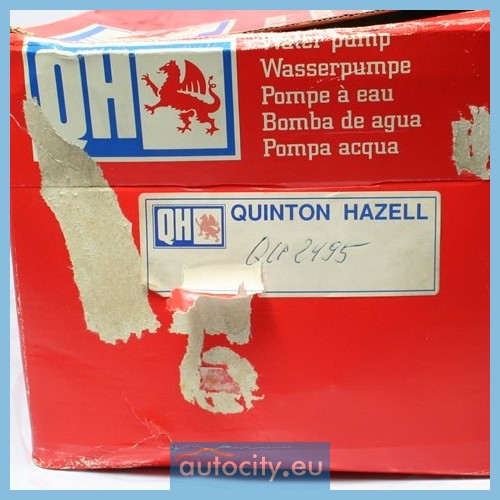 Water pump
QH
Wasserpumpe
Pompe à eau
Bomba de agua
Pompa acqua
QH QUINTON HAZELL
QCP 2495
autocity.eu